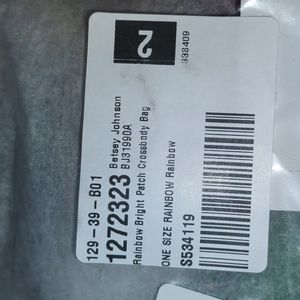 2
338409
129-39-B01
1272323
Betsey Johnson
BJ31990A
Rainbow Bright Patch Crossbody Bag
ONE SIZE RAINBOW Rainbow
S534119